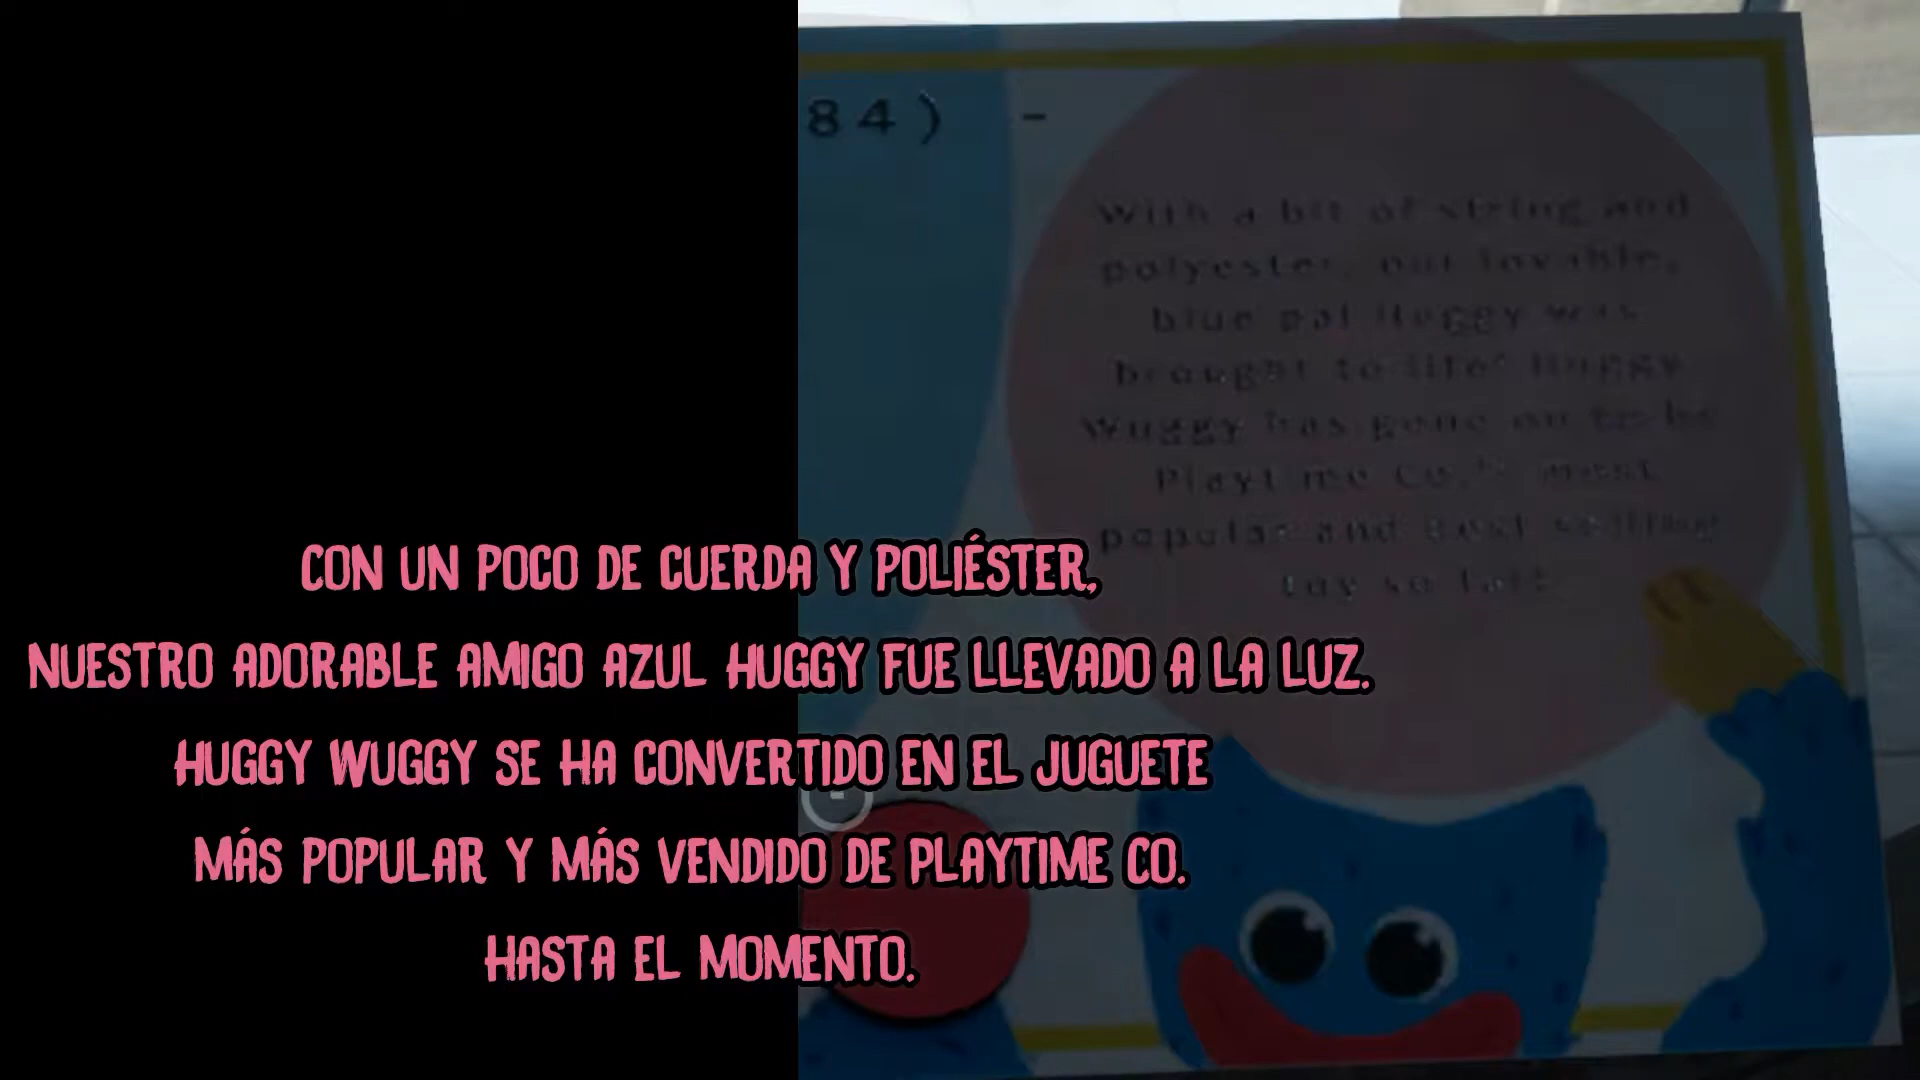 84) -
With a bit of string and
polyester, our lovable,
blue pal Huggy was
brought to life! Huggy
Wuggy has gone on to be
Playtime Co.'s most
popular and best selling
toy so far!
CON UN POCO DE CUERDA Y POLIÉSTER,
NUESTRO ADORABLE AMIGO AZUL HUGGY FUE LLEVADO A LA LUZ.
HUGGY WUGGY SE HA CONVERTIDO EN EL JUGUETE
MÁS POPULAR Y MÁS VENDIDO DE PLAYTIME CO.
HASTA EL MOMENTO.